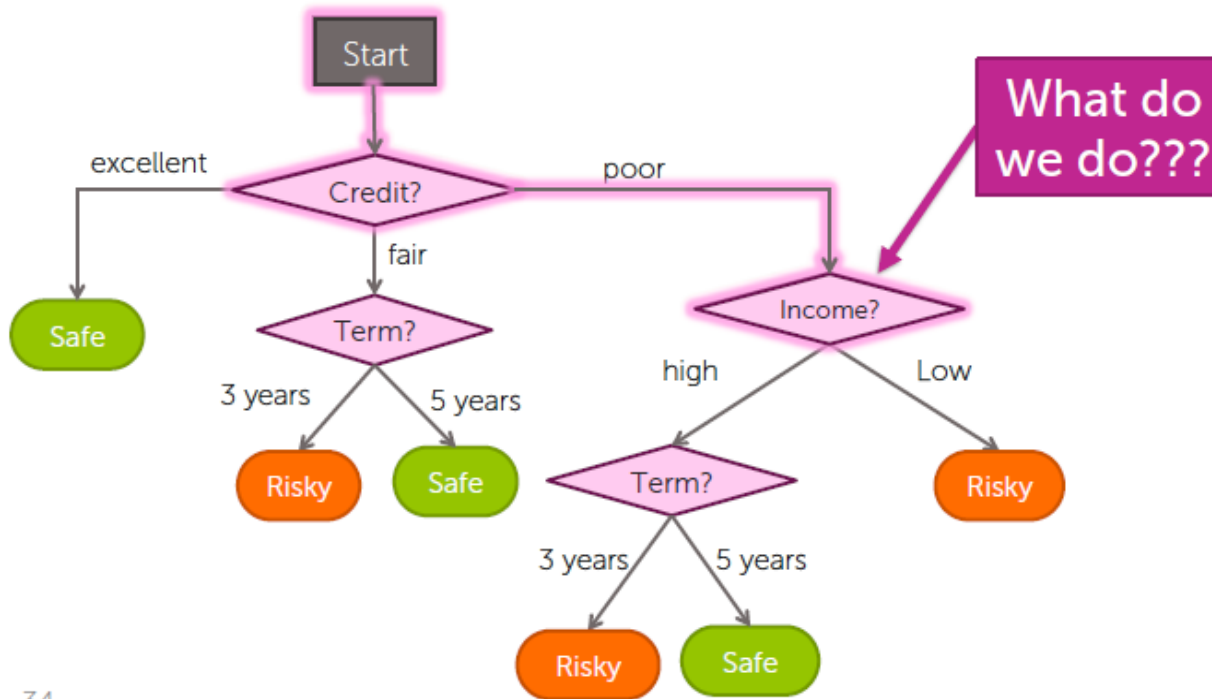 Start
What do
we do???
excellent
Credit?
poor
fair
Safe
Term?
Income?
3 years
5 years
high
Low
Risky
Safe
Term?
Risky
3 years
5 years
Risky
Safe
34